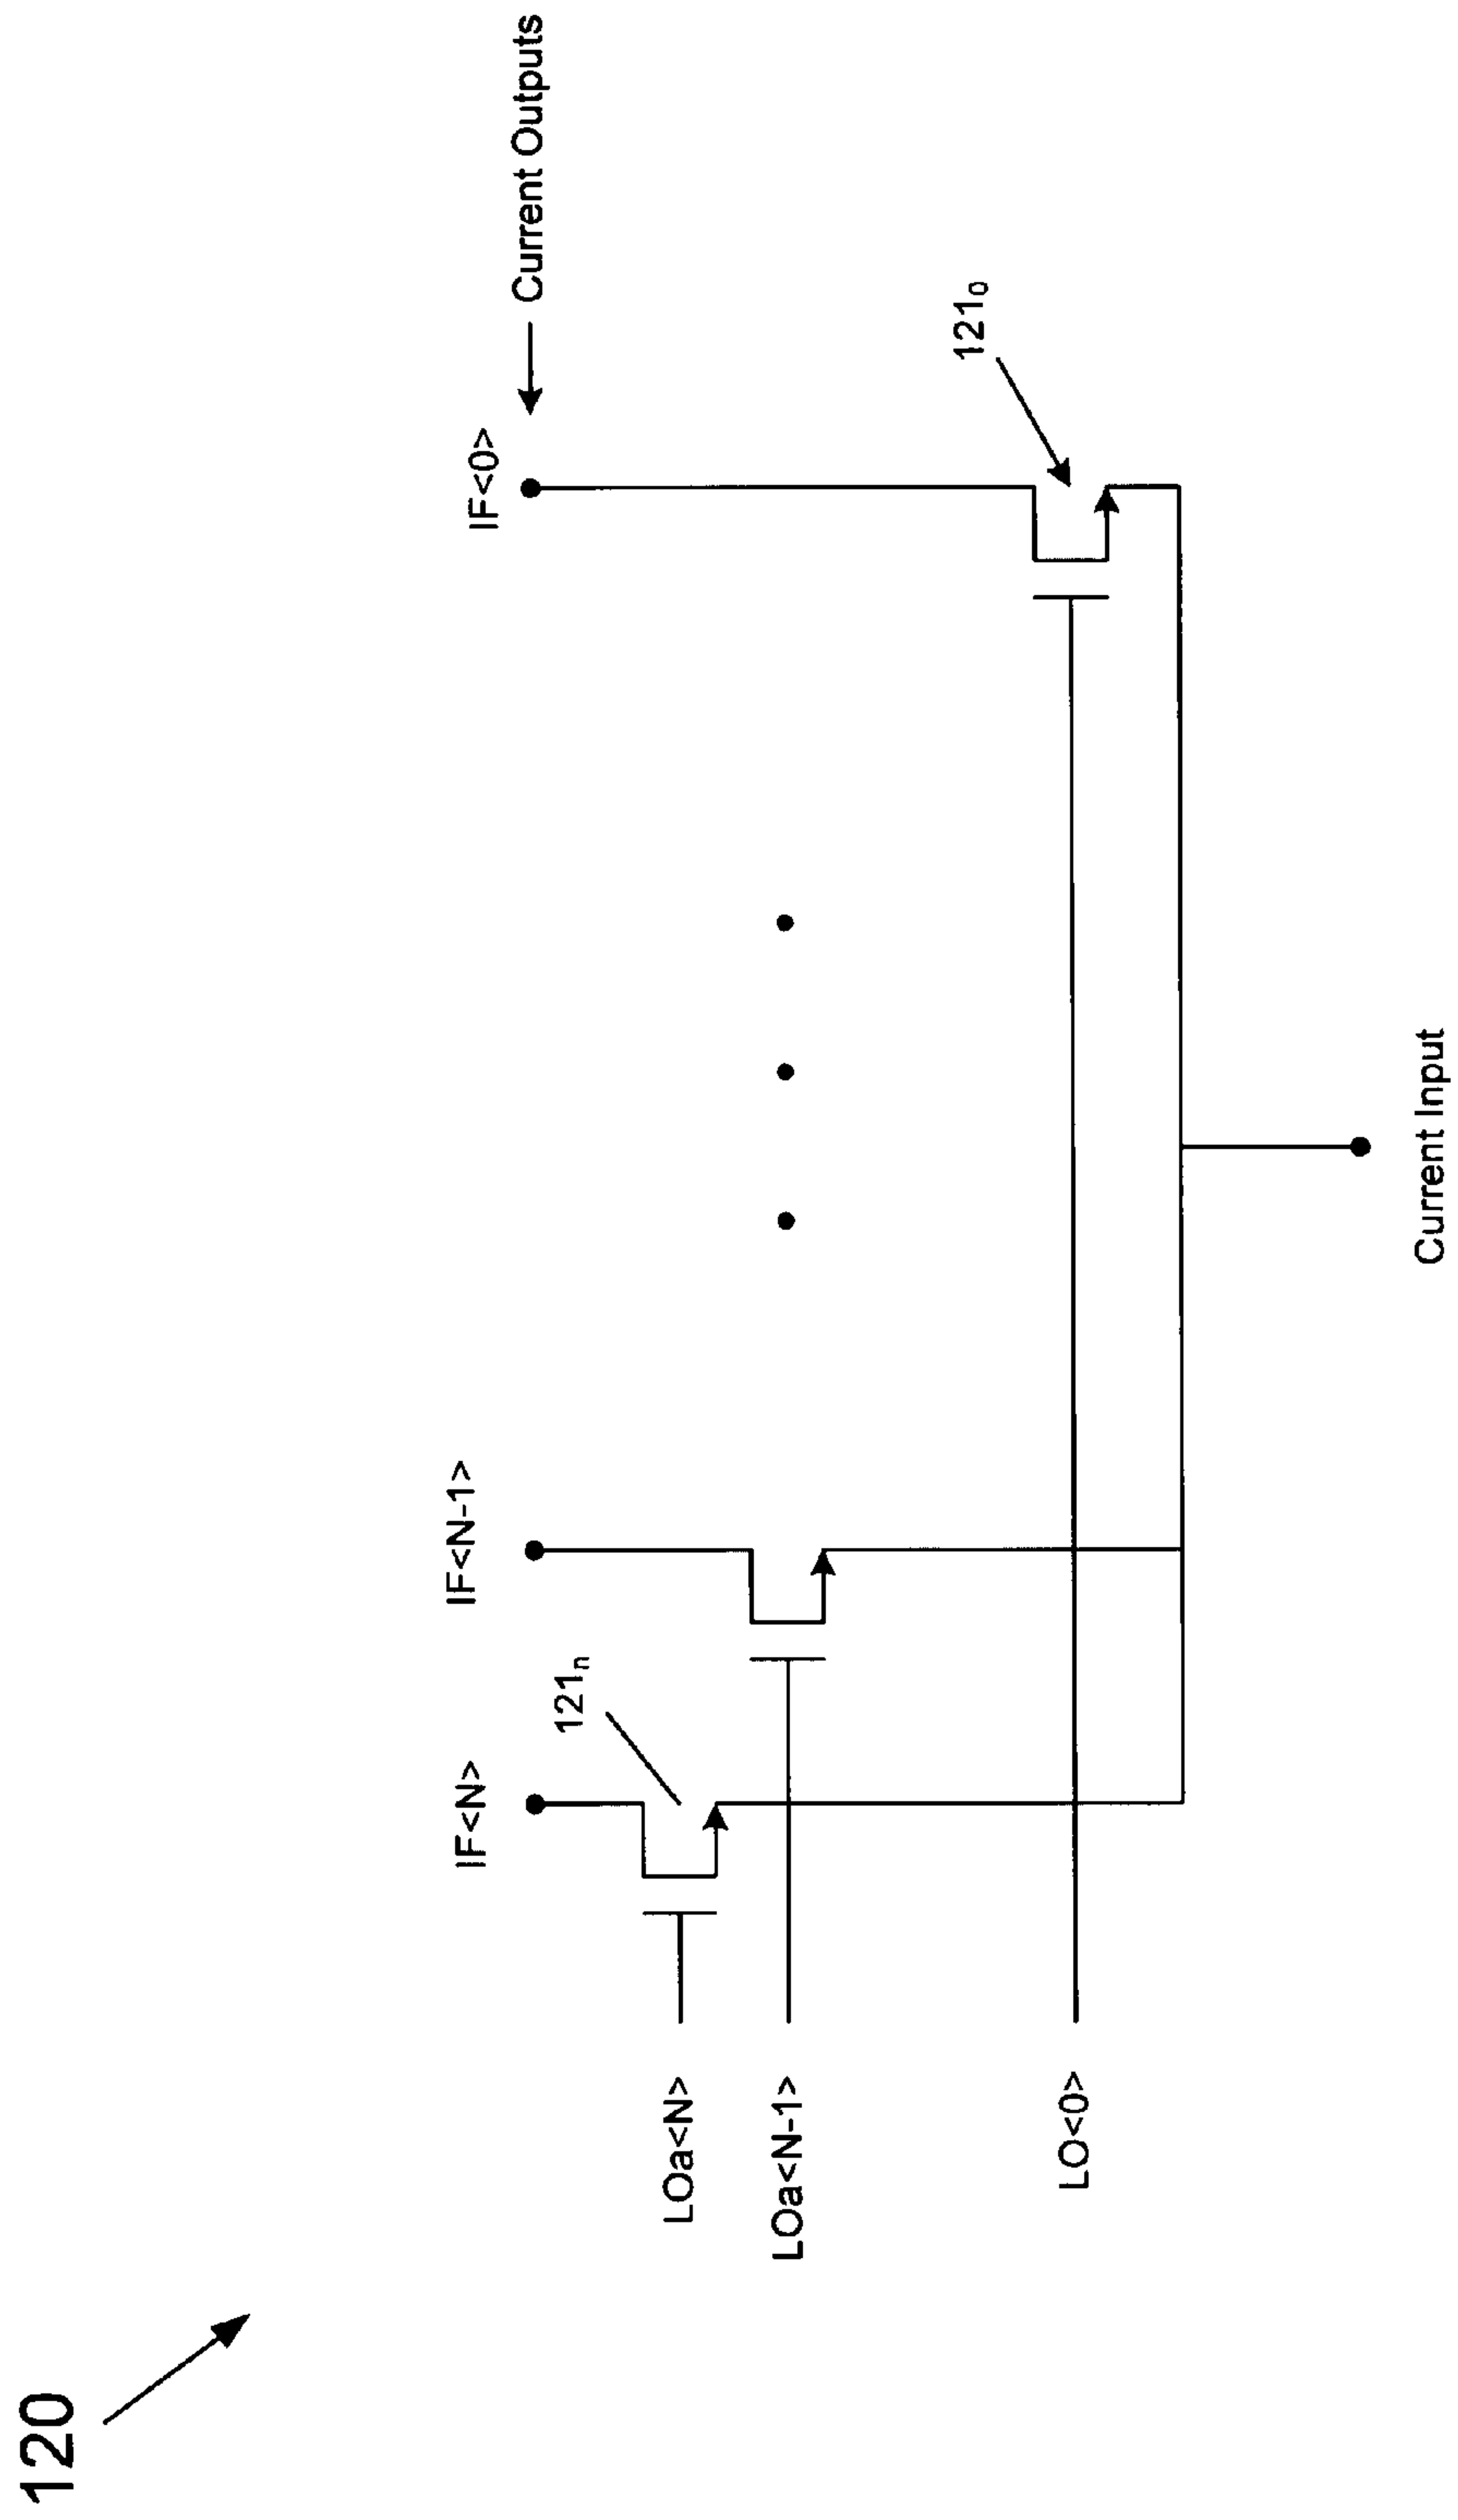 120
Current Outputs
IF<N>
IF<N-1>
IF<0>
121n
1210
LOa<N>
LOa<N-1>
LO<0>
Current Input